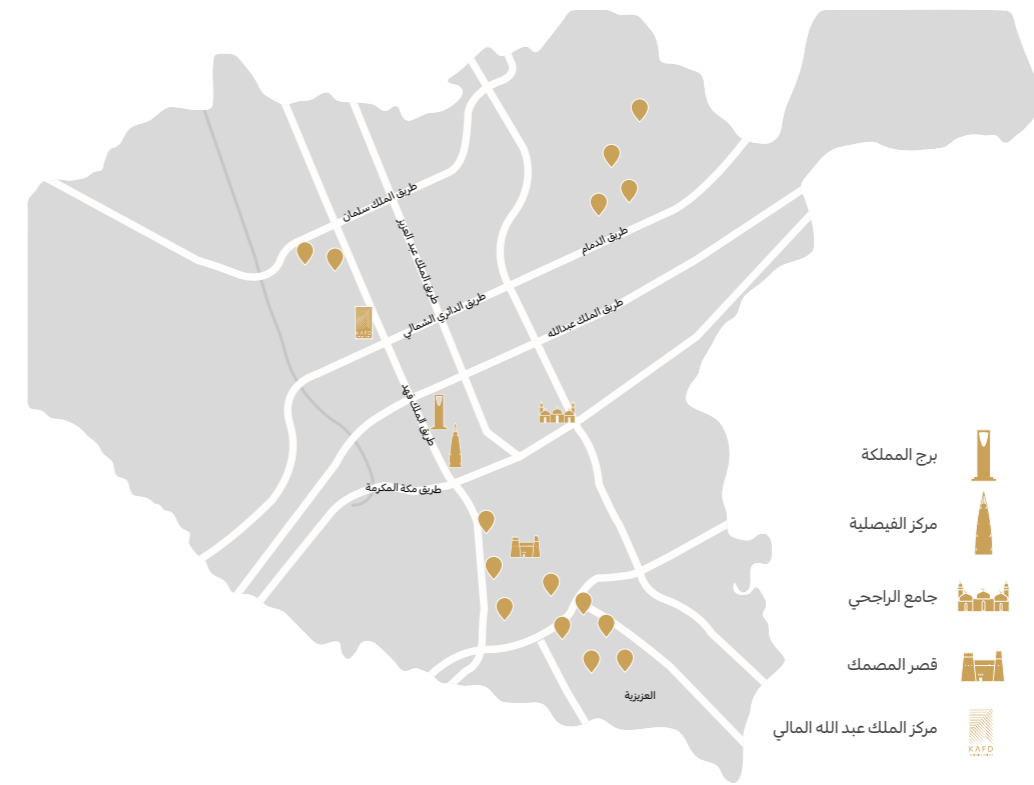 طريق الملك سلمان
طريق الملك عبد العزيز
طريق الدمام
طريق الدائري الشمالي
طريق الملك عبدالله
KAFD
طريق الملك فهد
طريق مكة المكرمة
العزيزية
برج المملكة
مركز الفيصلية
جامع الراجحي
قصر المصمك
مركز الملك عبد الله المالي
KAFD